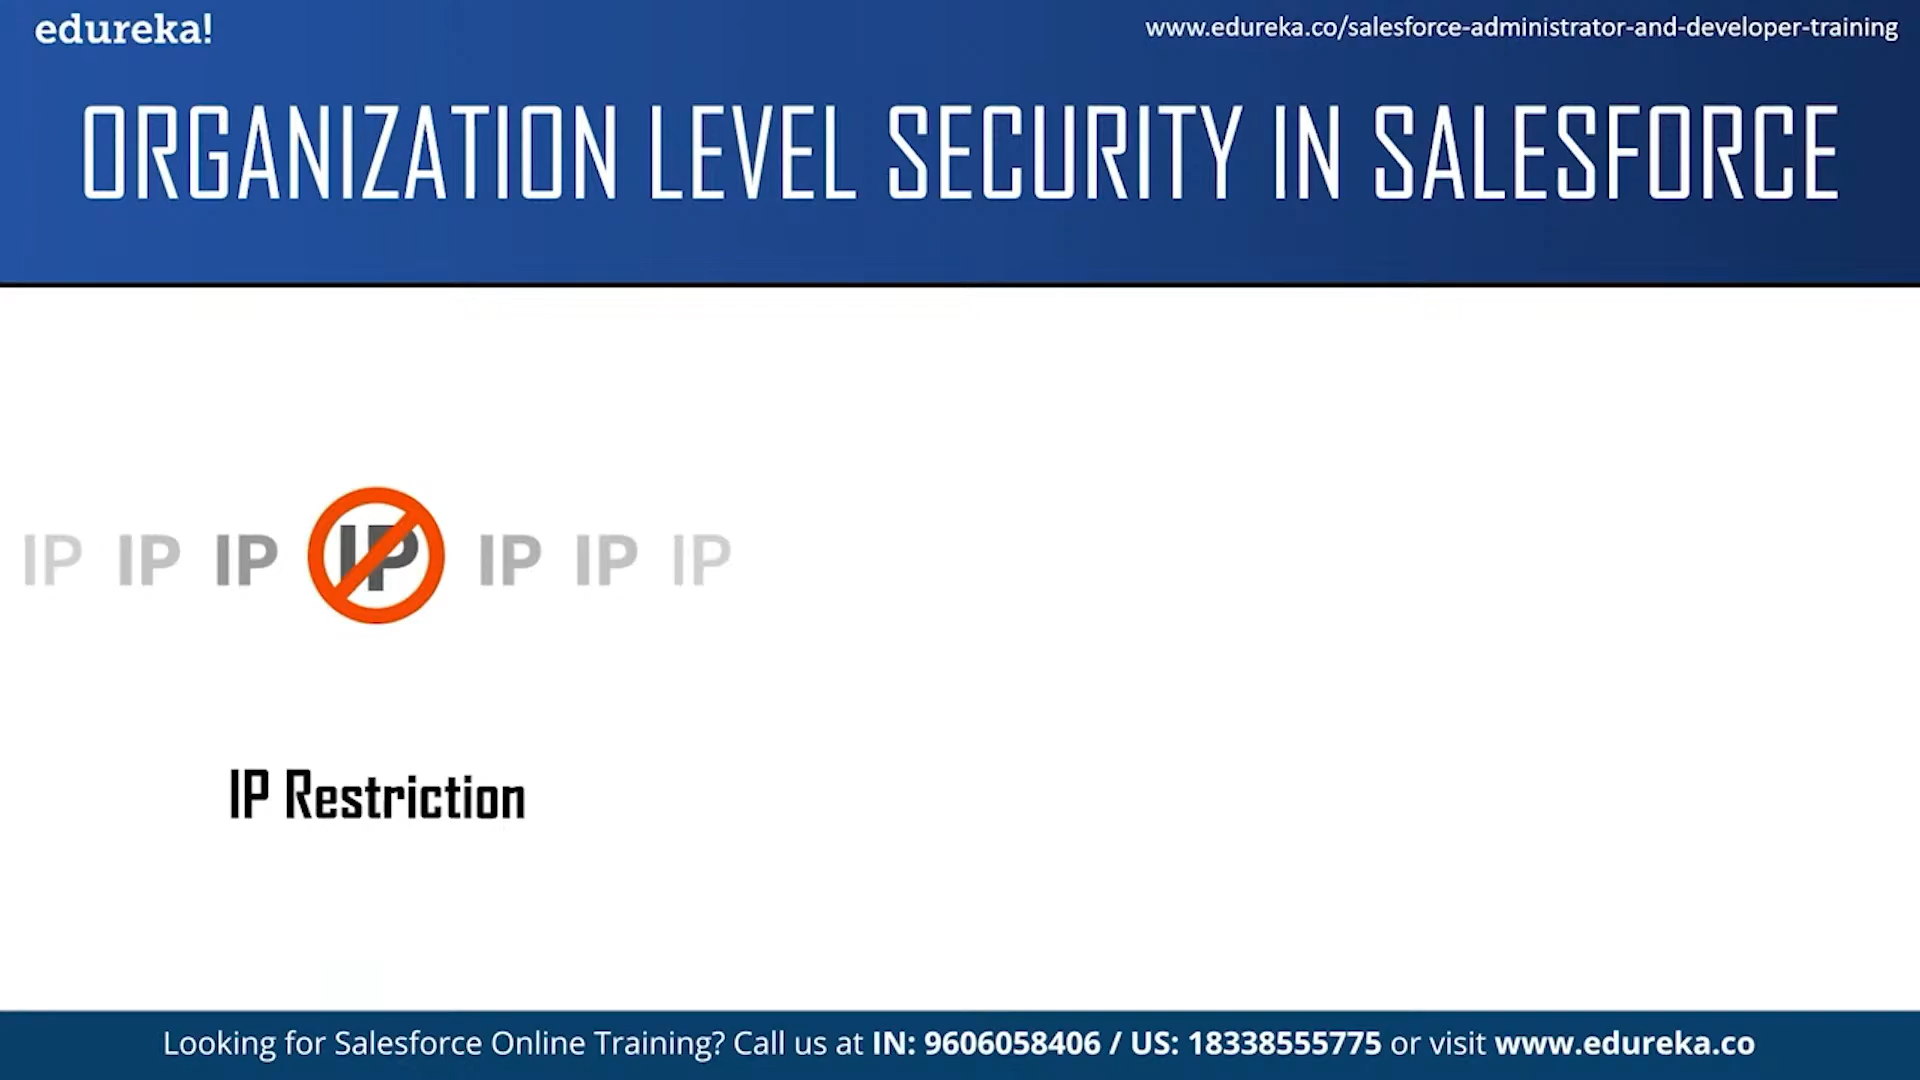 edureka!
www.edureka.co/salesforce-administrator-and-developer-training
ORGANIZATION LEVEL SECURITY IN SALESFORCE
IP IP IP IP IP IP IP
IP Restriction
Looking for Salesforce Online Training? Call us at IN: 9606058406 / US: 18338555775 or visit www.edureka.co